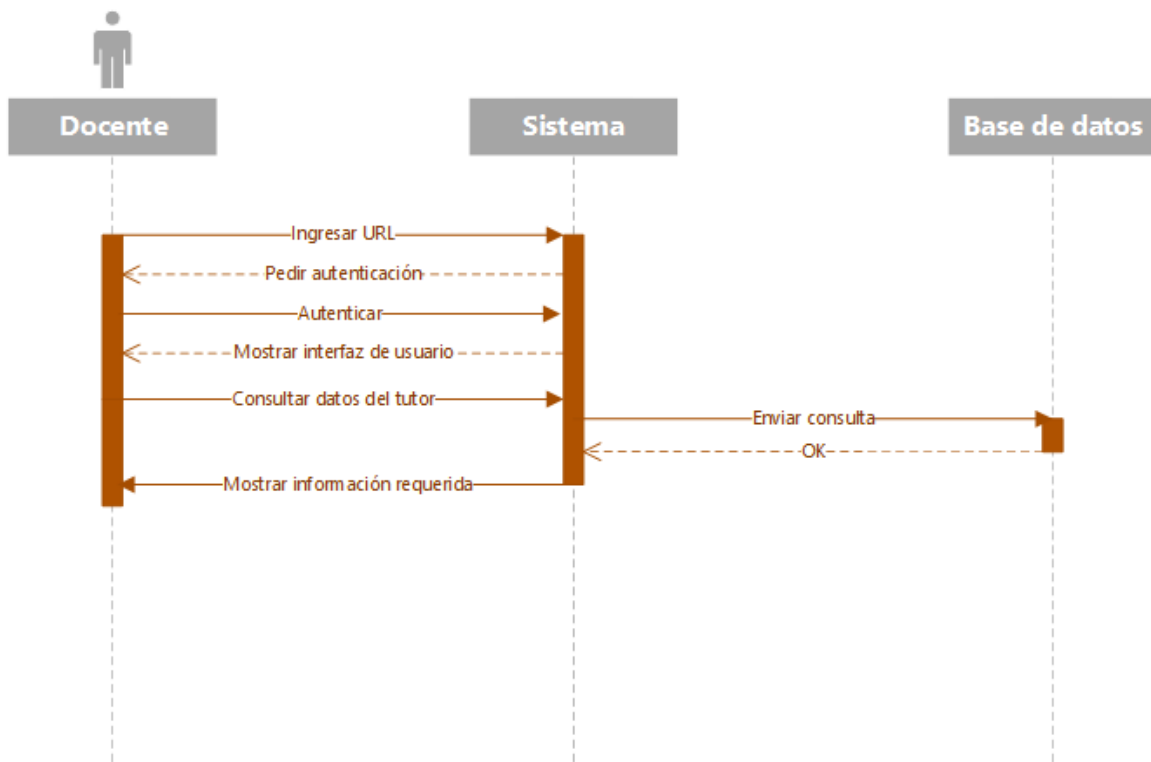 Docente
Sistema
Base de datos
Ingresar URL
Pedir autenticación
Autenticar
Mostrar interfaz de usuario
Consultar datos del tutor
Enviar consulta
OK
Mostrar información requerida